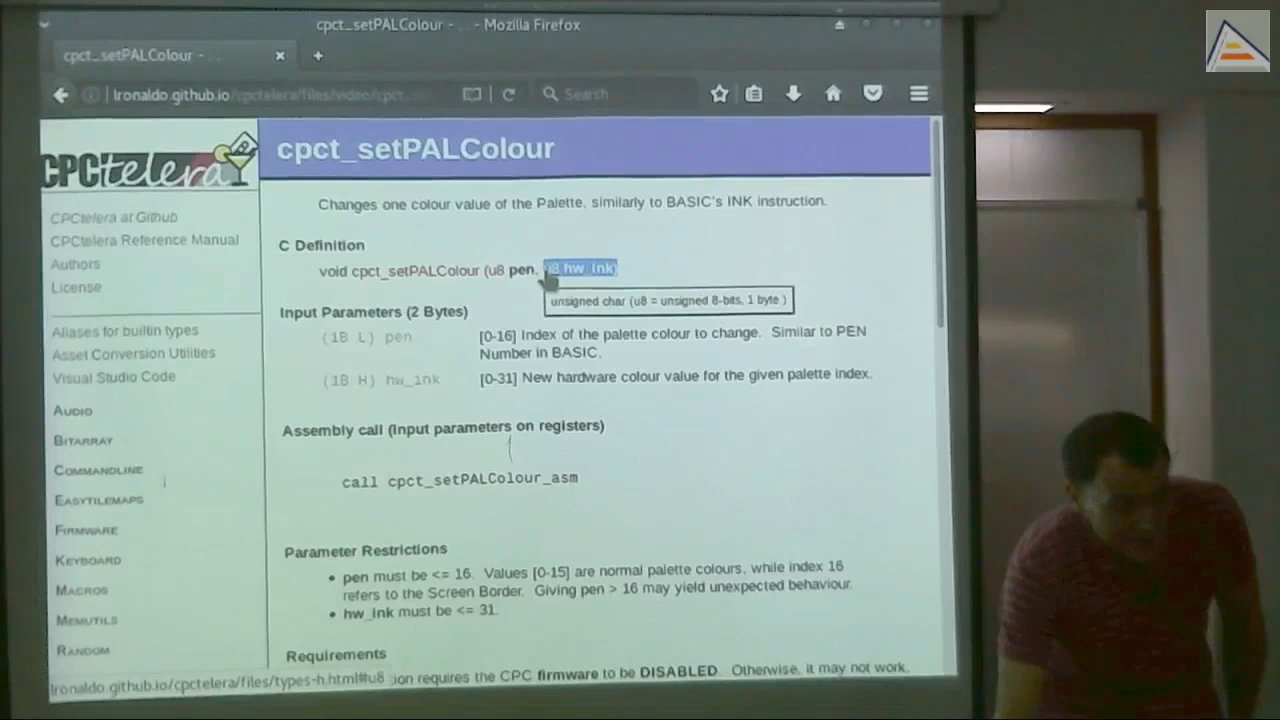 cpct_setPALColour - ... - Mozilla Firefox
cpct_setPALColour - ...
lronaldo.github.io/cpctelera/files/video/cpct...
Search
CPCtelera
cpct_setPALColour
CPCtelera at Github
CPCtelera Reference Manual
Authors
License
Aliases for builtin types
Asset Conversion Utilities
Visual Studio Code
AUDIO
BITARRAY
COMMANDLINE
EASYTILEMAPS
FIRMWARE
KEYBOARD
MACROS
MEMUTILS
RANDOM
Changes one colour value of the Palette, similarly to BASIC's INK instruction.
C Definition
void cpct_setPALColour (u8 pen, u8 hw_ink)
unsigned char (u8 = unsigned 8-bits, 1 byte )
Input Parameters (2 Bytes)
(1B L) pen [0-16] Index of the palette colour to change. Similar to PEN
Number in BASIC.
(1B H) hw_ink [0-31] New hardware colour value for the given palette index.
Assembly call (Input parameters on registers)
call cpct_setPALColour_asm
Parameter Restrictions
• pen must be <= 16. Values [0-15] are normal palette colours, while index 16
refers to the Screen Border. Giving pen > 16 may yield unexpected behaviour.
• hw_ink must be <= 31.
Requirements
ion requires the CPC firmware to be DISABLED. Otherwise, it may not work.
lronaldo.github.io/cpctelera/files/types-h.html#u8